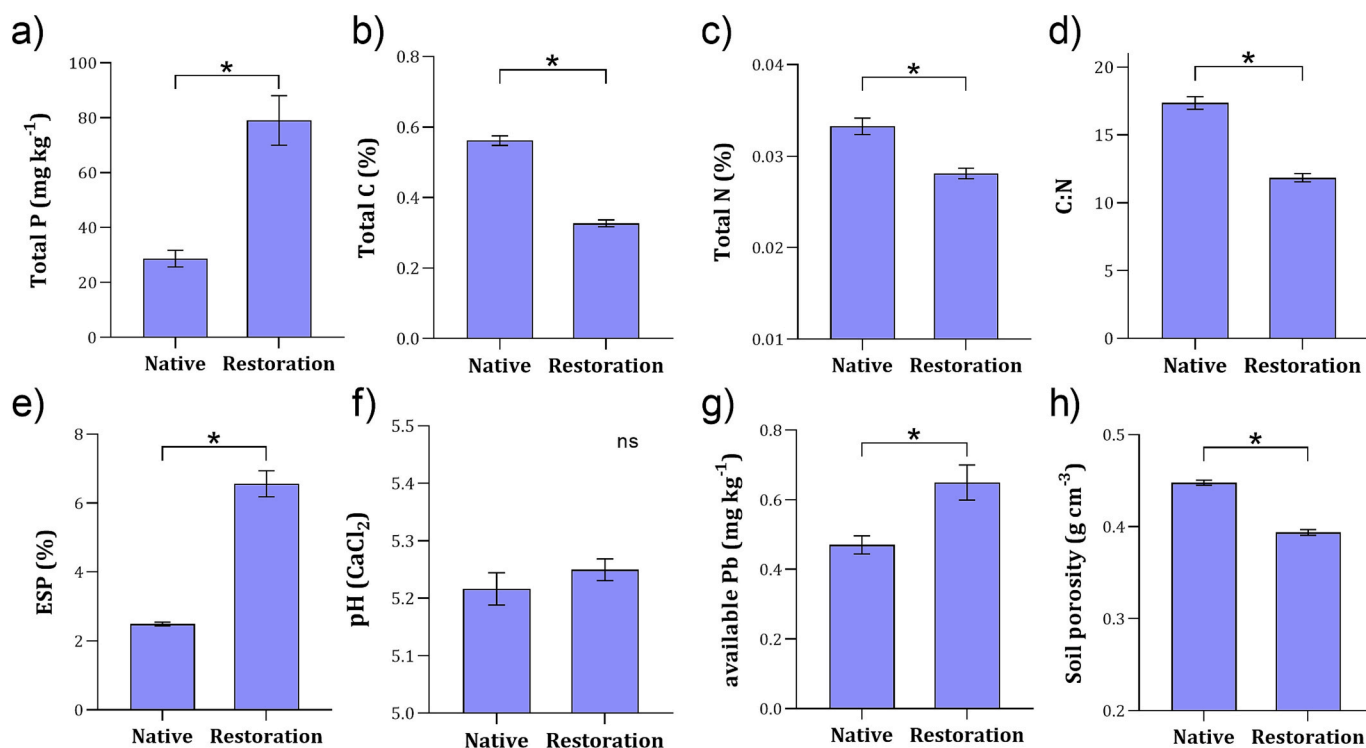 a)
Total P (mg kg⁻¹)
100
80
60
40
20
0
*
Native Restoration
b)
Total C (%)
0.8
0.6
0.4
0.2
0.0
*
Native Restoration
c)
Total N (%)
0.04
0.03
0.02
0.01
*
Native Restoration
d)
C:N
20
15
10
5
0
*
Native Restoration
e)
ESP (%)
8
6
4
2
0
*
Native Restoration
f)
pH (CaCl₂)
5.5
5.4
5.3
5.2
5.1
5.0
ns
Native Restoration
g)
available Pb (mg kg⁻¹)
0.8
0.6
0.4
0.2
0.0
*
Native Restoration
h)
Soil porosity (g cm⁻³)
0.5
0.4
0.3
0.2
*
Native Restoration